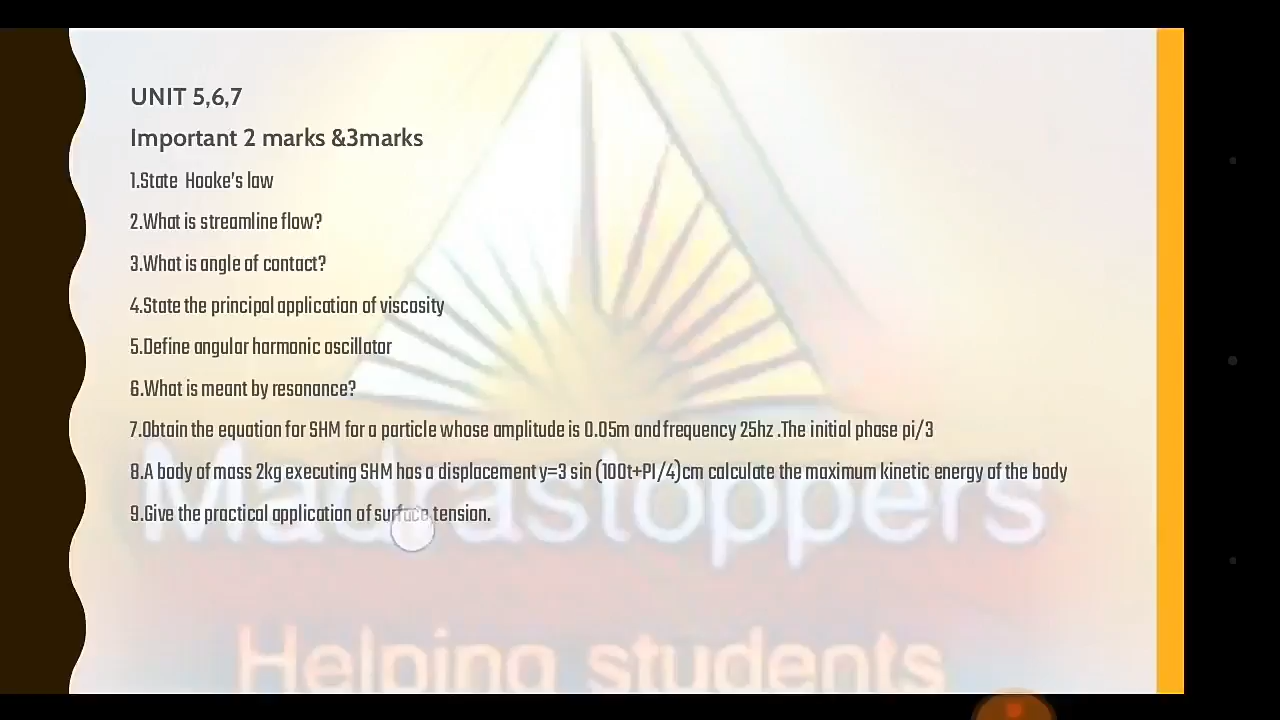 UNIT 5,6,7
Important 2 marks &3marks
1.State Hooke's law
2.What is streamline flow?
3.What is angle of contact?
4.State the principal application of viscosity
5.Define angular harmonic oscillator
6.What is meant by resonance?
7.Obtain the equation for SHM for a particle whose amplitude is 0.05m and frequency 25hz .The initial phase pi/3
8.A body of mass 2kg executing SHM has a displacement y=3 sin (100t+PI/4)cm calculate the maximum kinetic energy of the body
9.Give the practical application of surface tension.
Madrastoppers
Helping students